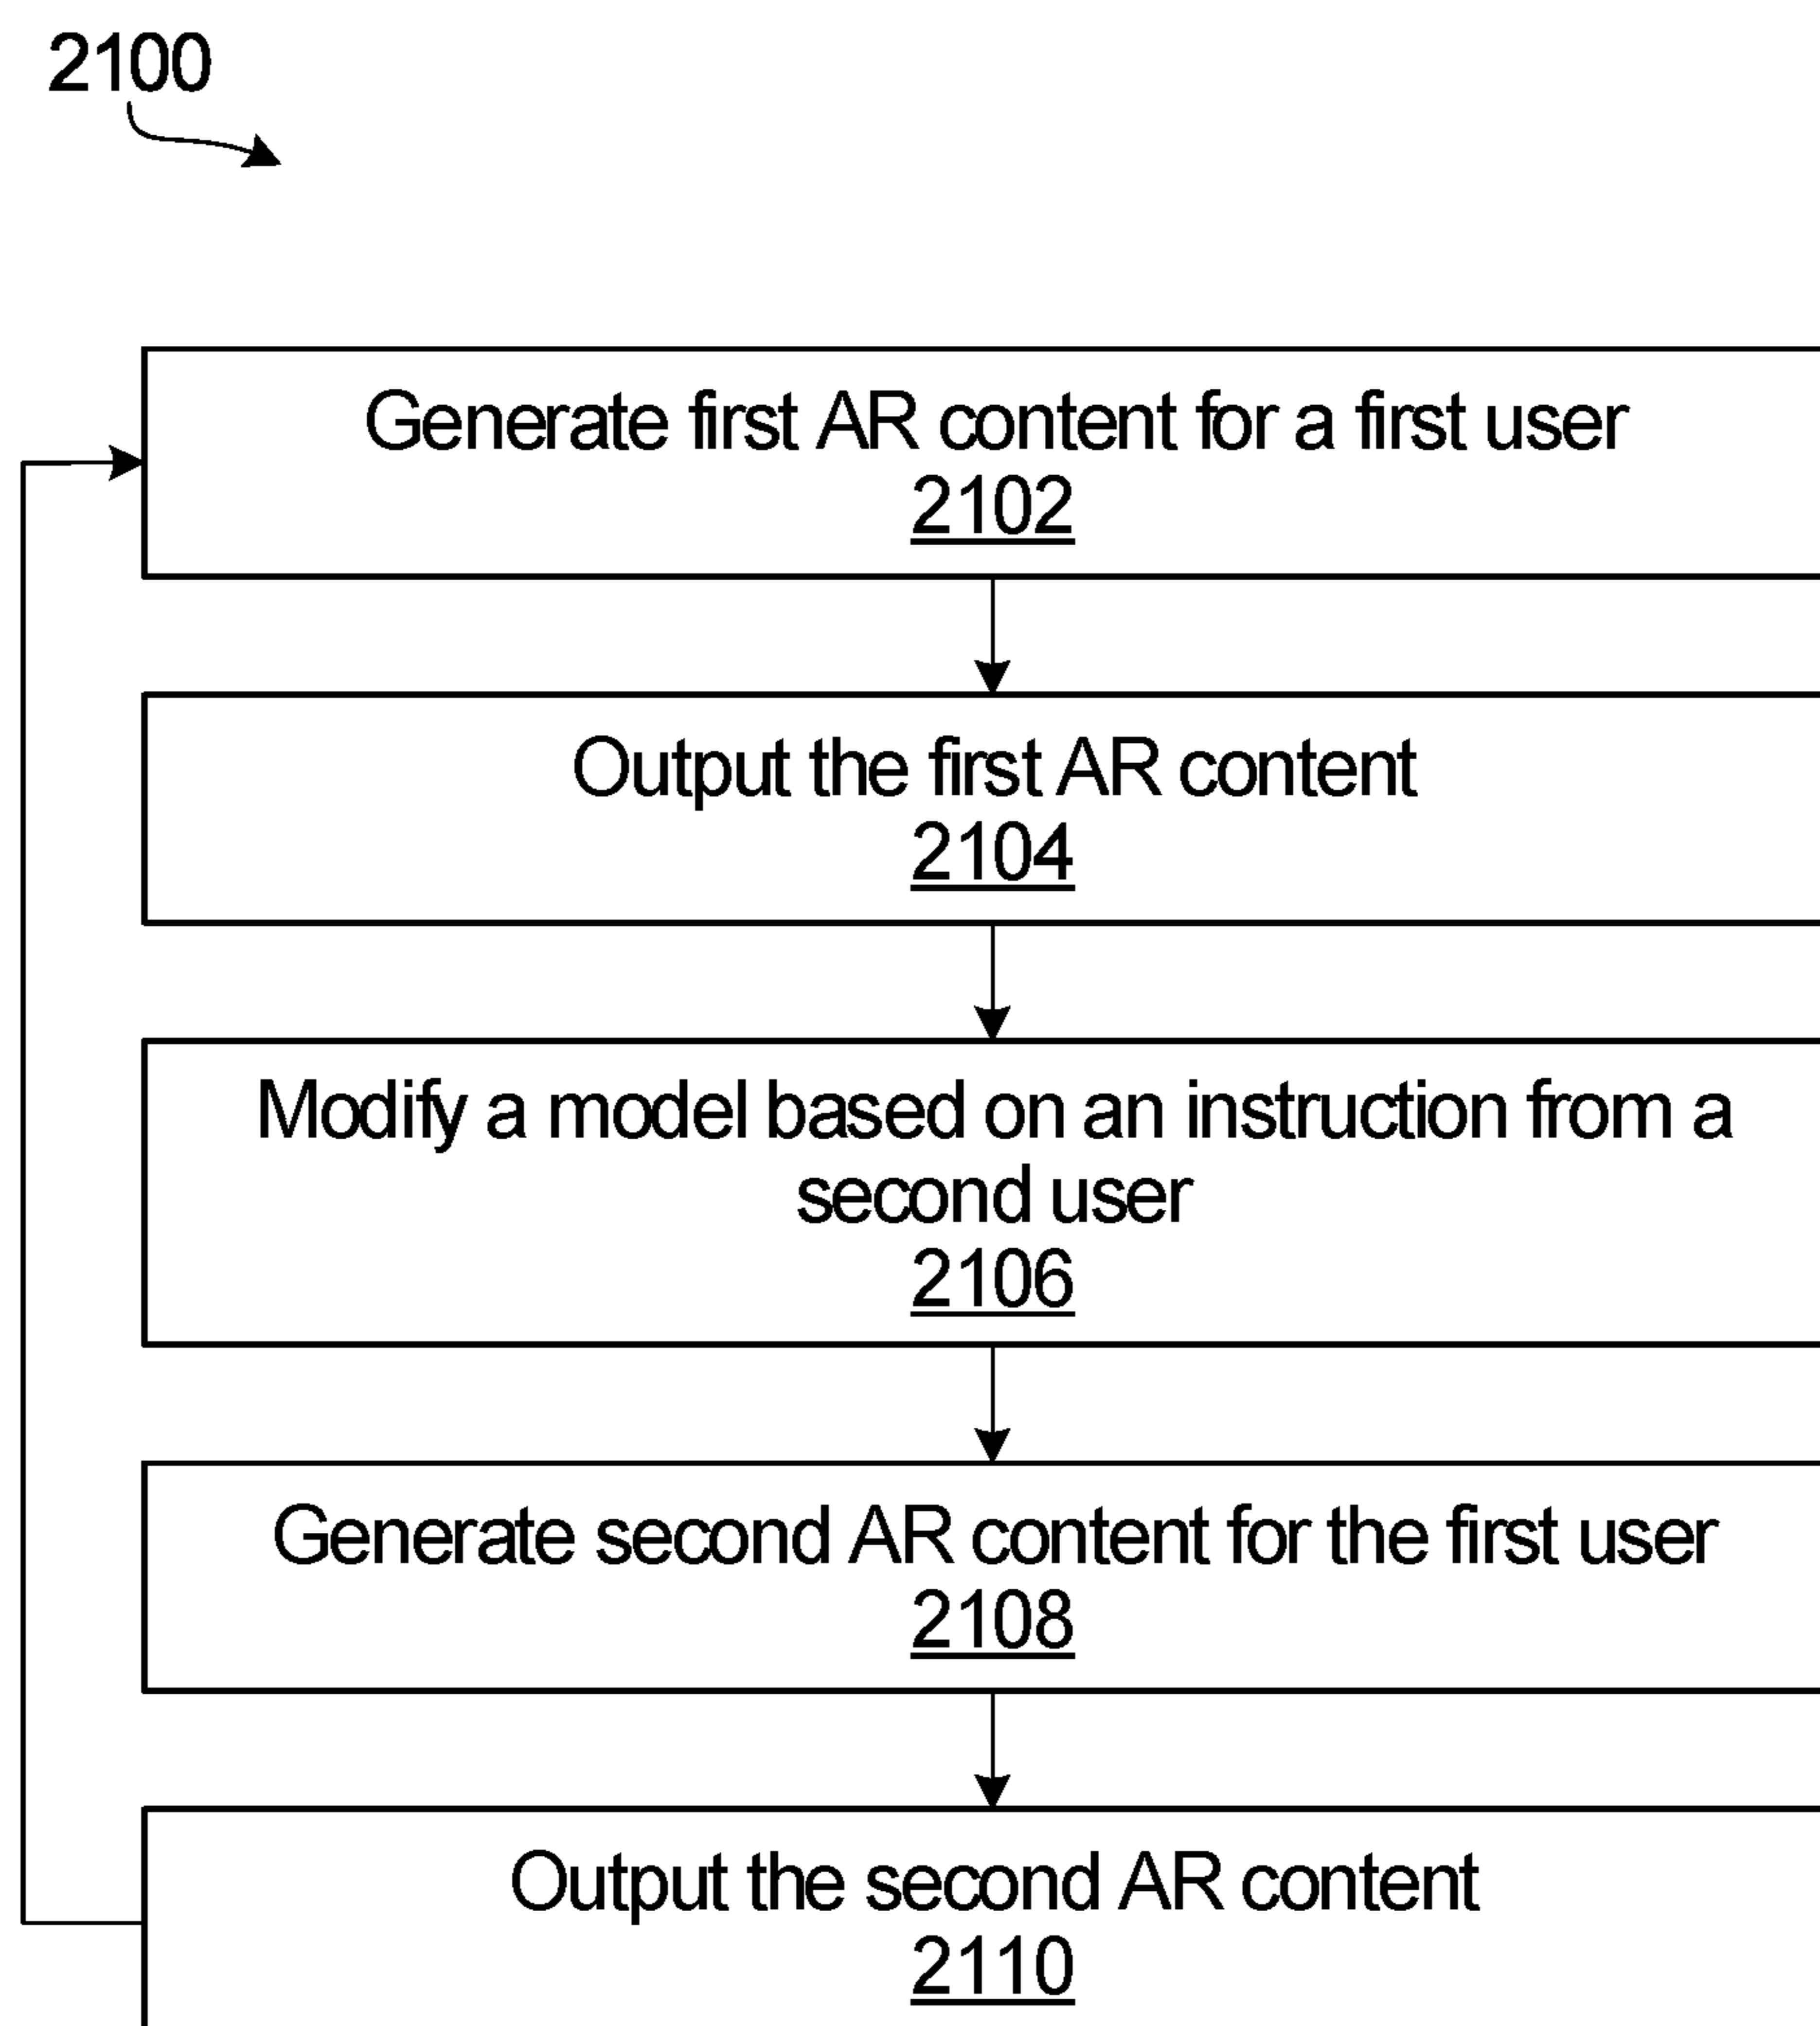 2100
Generate first AR content for a first user
2102
Output the first AR content
2104
Modify a model based on an instruction from a
second user
2106
Generate second AR content for the first user
2108
Output the second AR content
2110